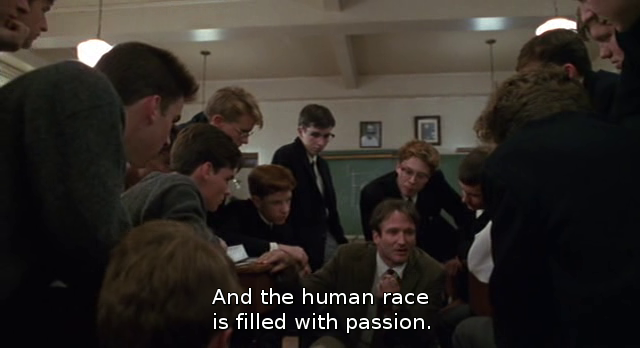 And the human race
is filled with passion.